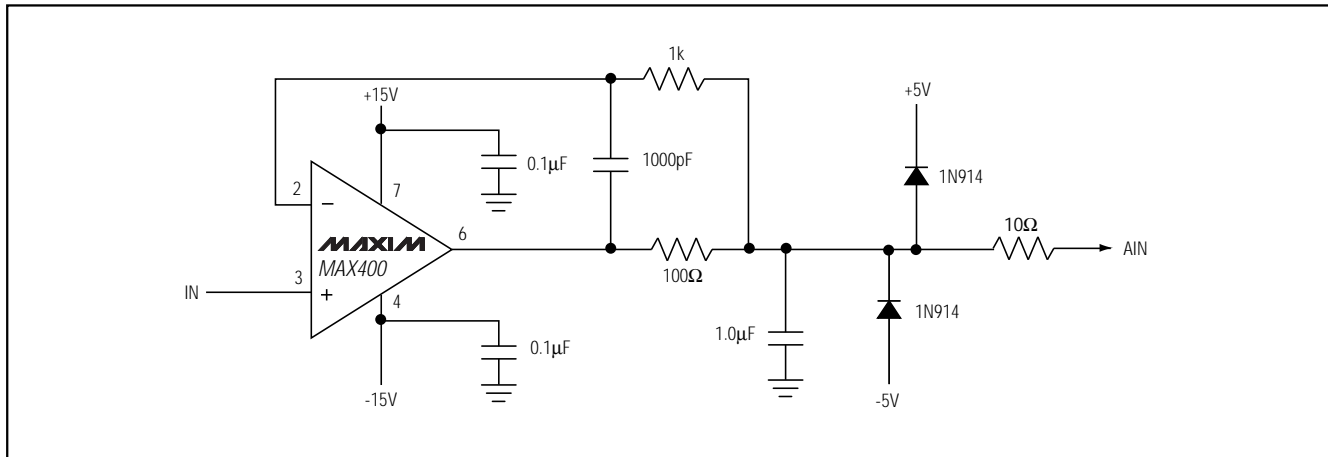 1k
+15V
+5V
0.1μF
1000pF
1N914
2
7
−
MAXIM
6
10Ω
MAX400
100Ω
AIN
IN
3
+
4
1N914
1.0μF
0.1μF
-15V
-5V